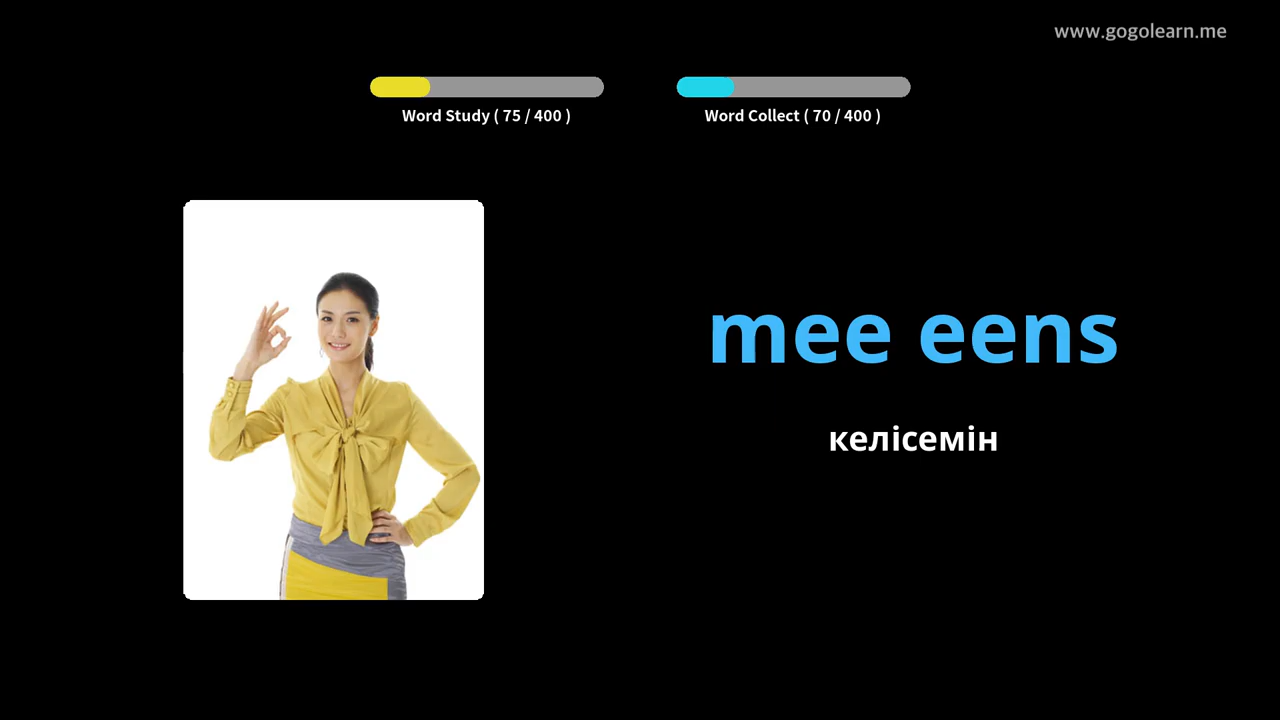 www.gogolearn.me
Word Study ( 75 / 400 )
Word Collect ( 70 / 400 )
mee eens
келісемін